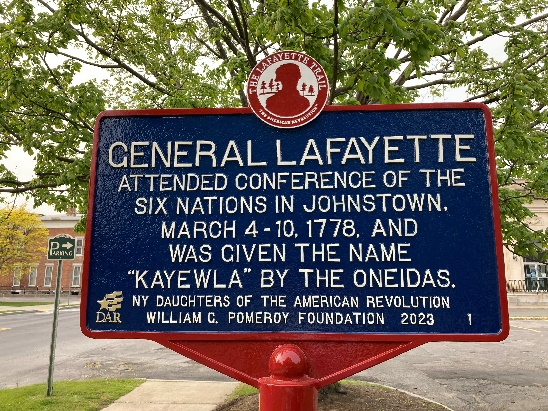 THE LAFAYETTE TRAIL
THE AMERICAN REVOLUTION
GENERAL LAFAYETTE
ATTENDED CONFERENCE OF THE
SIX NATIONS IN JOHNSTOWN,
MARCH 4-10, 1778, AND
WAS GIVEN THE NAME
"KAYEWLA" BY THE ONEIDAS.
NY DAUGHTERS OF THE AMERICAN REVOLUTION
WILLIAM G. POMEROY FOUNDATION 2023 1
DAR
P
PARKING